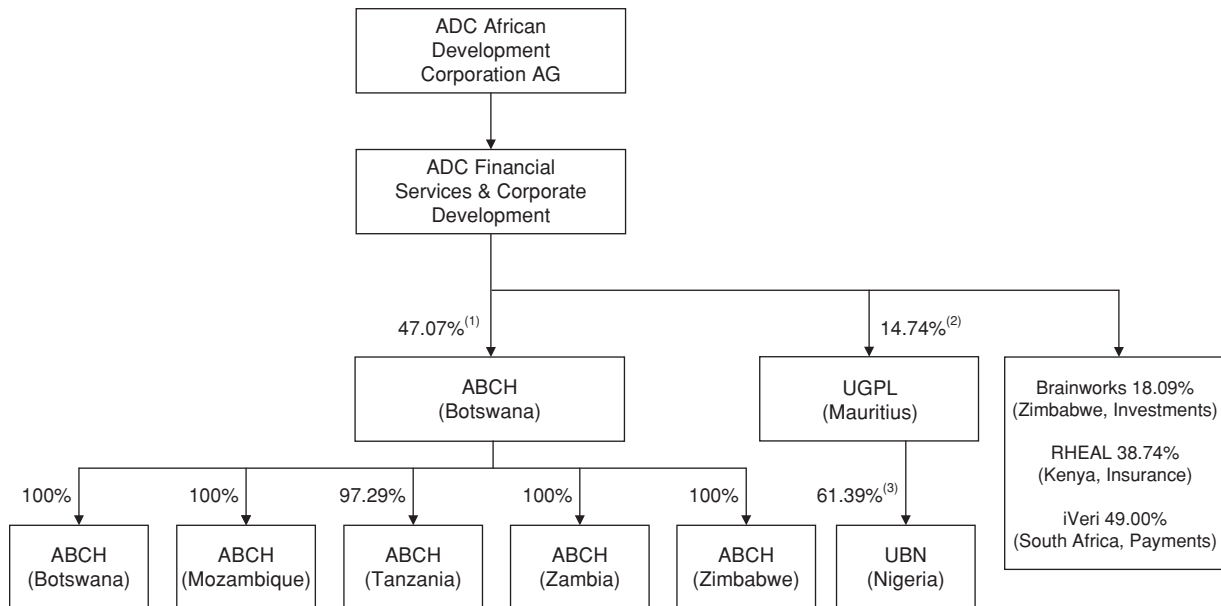 ADC African
Development
Corporation AG
ADC Financial
Services & Corporate
Development
47.07%(1)
14.74%(2)
ABCH
(Botswana)
UGPL
(Mauritius)
Brainworks 18.09%
(Zimbabwe, Investments)
RHEAL 38.74%
(Kenya, Insurance)
iVeri 49.00%
(South Africa, Payments)
100%
100%
97.29%
100%
100%
61.39%(3)
ABCH
(Botswana)
ABCH
(Mozambique)
ABCH
(Tanzania)
ABCH
(Zambia)
ABCH
(Zimbabwe)
UBN
(Nigeria)